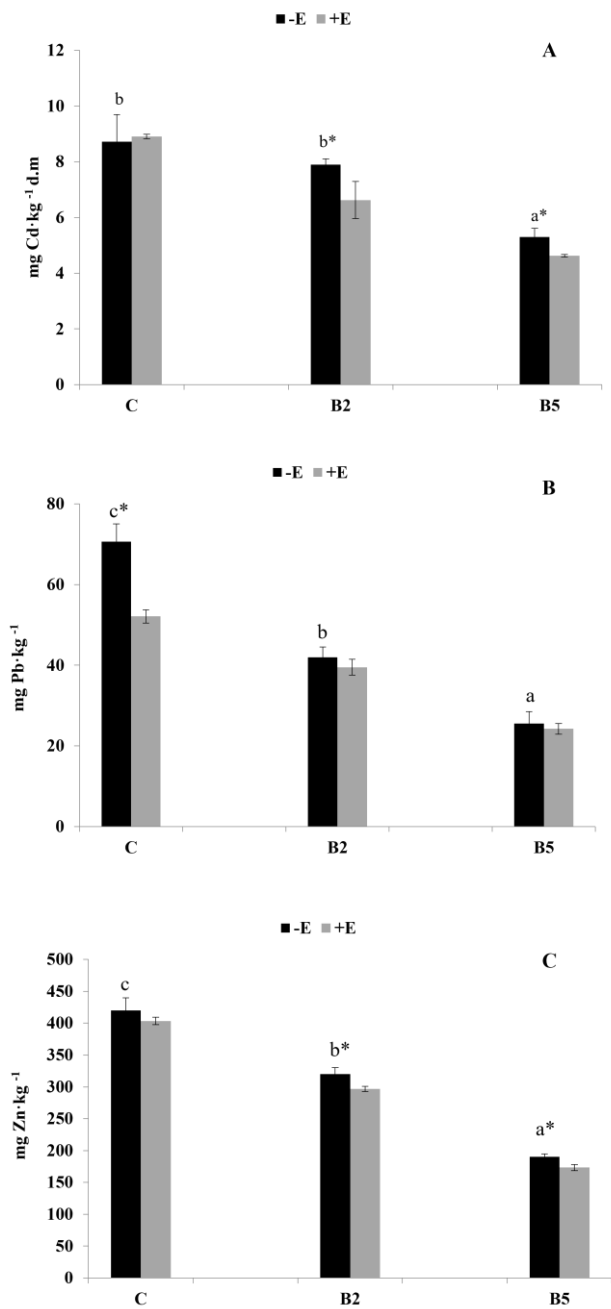 ■ -E ■ +E
A
mg Cd·kg⁻¹ d.m
12
10
8
6
4
2
0
b
b*
a*
C B2 B5
■ -E ■ +E
B
mg Pb·kg⁻¹
80
60
40
20
0
c*
b
a
C B2 B5
■ -E ■ +E
C
mg Zn·kg⁻¹
500
450
400
350
300
250
200
150
100
50
0
c
b*
a*
C B2 B5